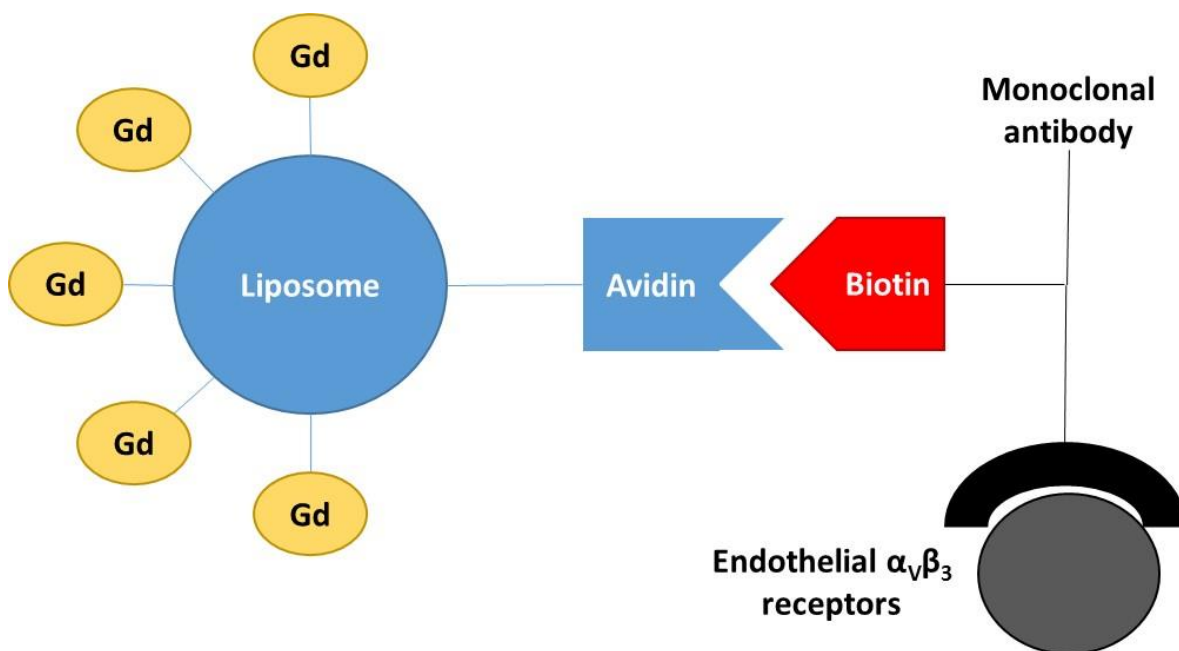 Gd
Gd
Gd
Gd
Gd
Liposome
Avidin
Biotin
Monoclonal
antibody
Endothelial αVβ3
receptors